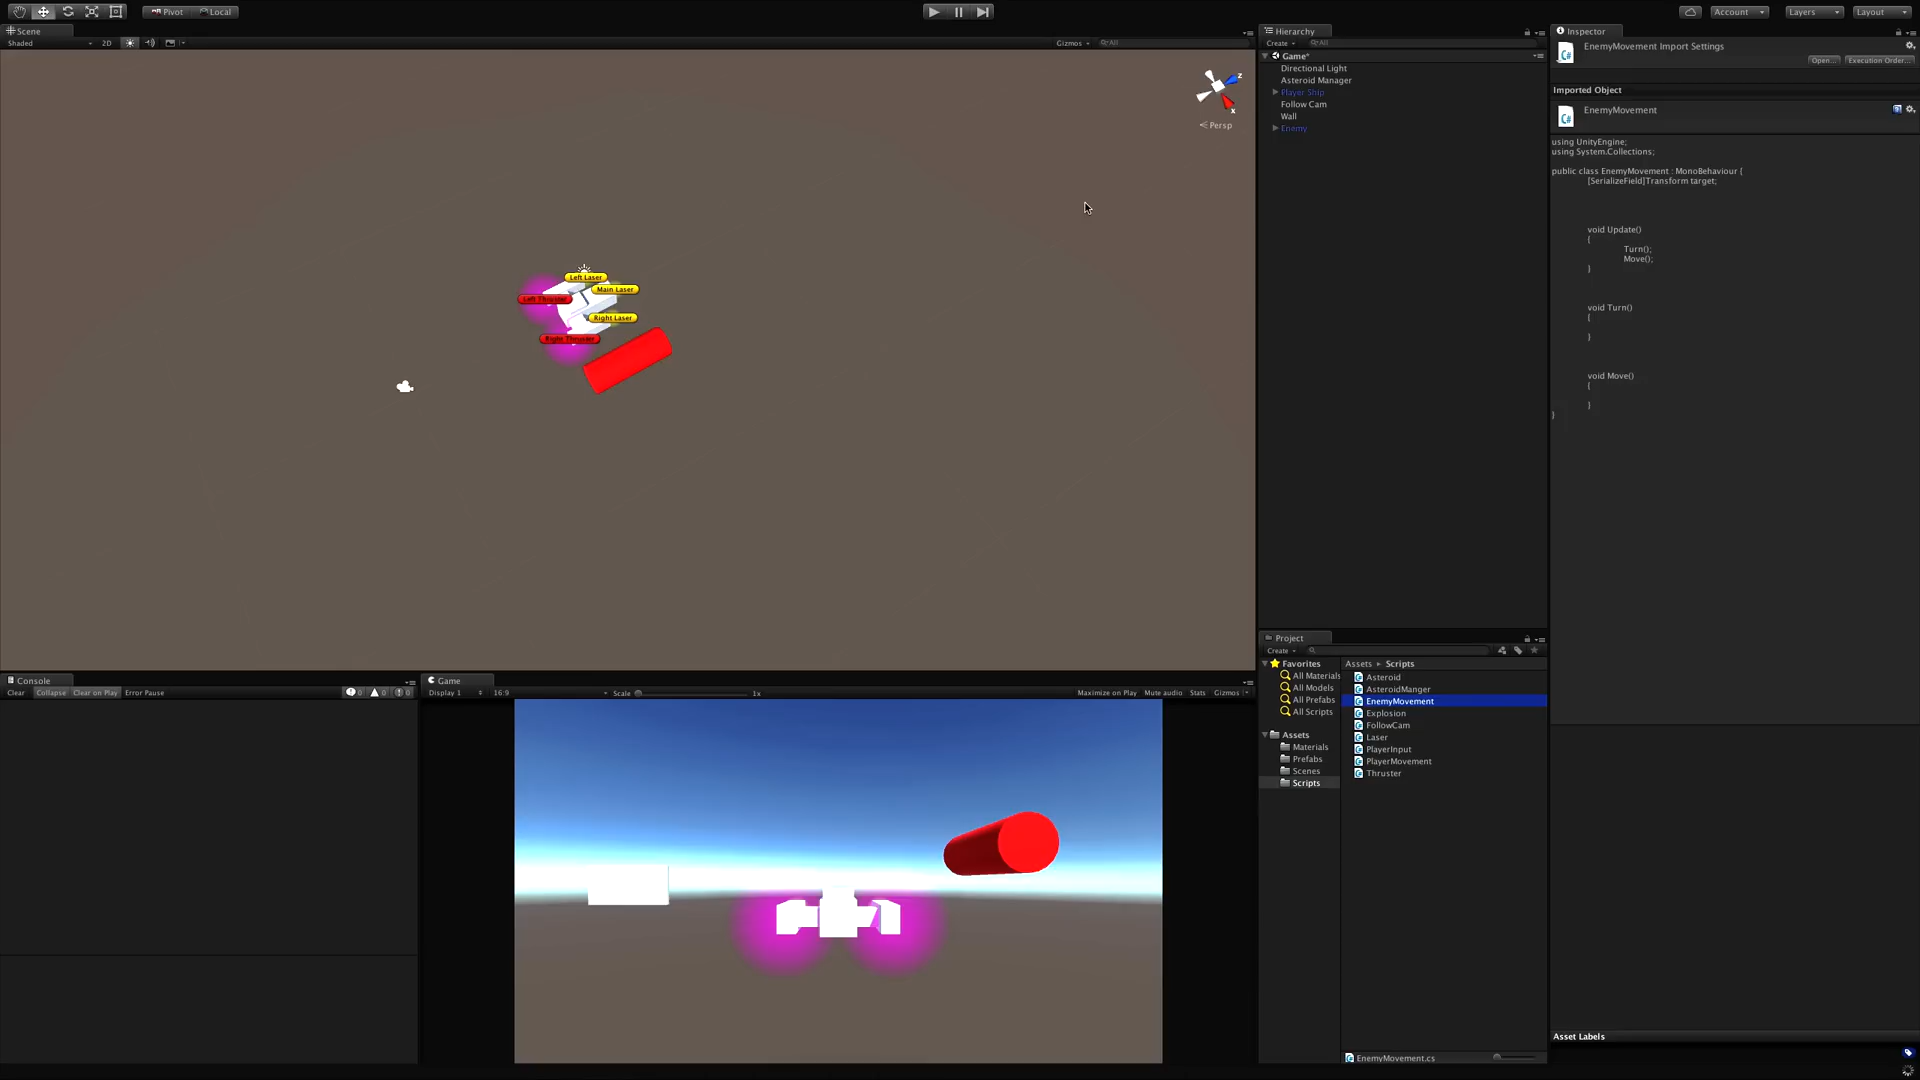 Pivot Local
Account Layers Layout
Scene
Shaded 2D Gizmos All
z
x
Persp
Left Laser
Main Laser
Left Thruster
Right Laser
Right Thruster
Hierarchy
Create All
Game*
Directional Light
Asteroid Manager
Player Ship
Follow Cam
Wall
Enemy
Inspector
EnemyMovement Import Settings
Open... Execution Order...
Imported Object
EnemyMovement
using UnityEngine;
using System.Collections;
public class EnemyMovement : MonoBehaviour {
[SerializeField]Transform target;
void Update()
{
Turn();
Move();
}
void Turn()
{
}
void Move()
{
}
}
Asset Labels
Console
Clear Collapse Clear on Play Error Pause 0 0 0
Game
Display 1 16:9 Scale 1x Maximize on Play Mute audio Stats Gizmos
Project
Create
Favorites
All Materials
All Models
All Prefabs
All Scripts
Assets
Materials
Prefabs
Scenes
Scripts
Assets ▸ Scripts
Asteroid
AsteroidManger
EnemyMovement
Explosion
FollowCam
Laser
PlayerInput
PlayerMovement
Thruster
EnemyMovement.cs